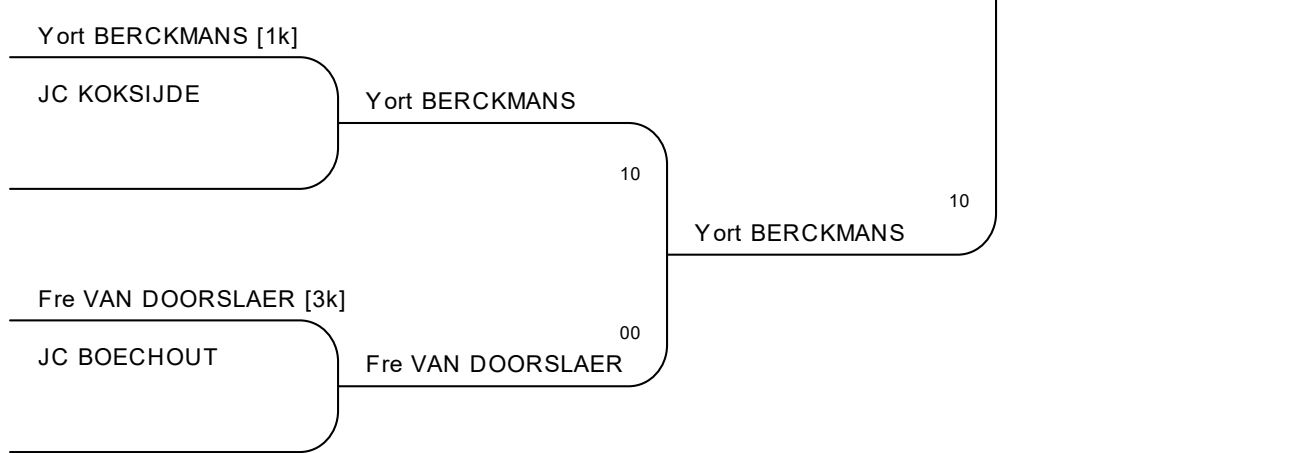 Yort BERCKMANS [1k]
JC KOKSIJDE
Yort BERCKMANS
10
10
Yort BERCKMANS
Fre VAN DOORSLAER [3k]
00
JC BOECHOUT
Fre VAN DOORSLAER